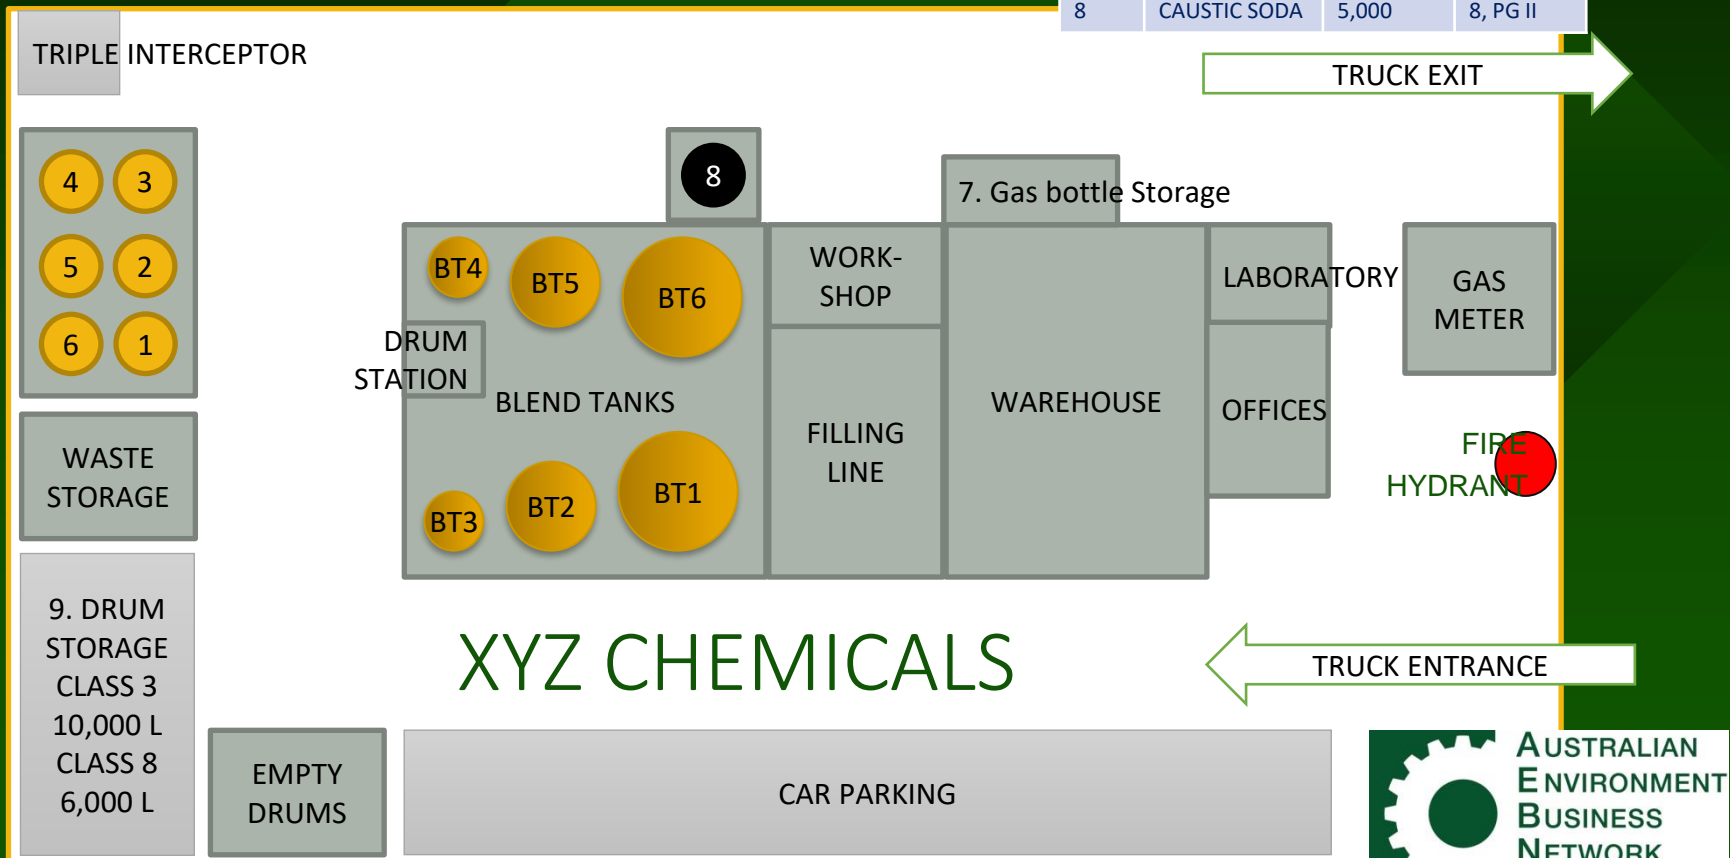 8 CAUSTIC SODA 5,000 8, PG II
TRIPLE INTERCEPTOR
TRUCK EXIT
4 3
5 2
6 1
8
7. Gas bottle Storage
BT4
BT5
BT6
WORK-
SHOP
LABORATORY
GAS
METER
DRUM
STATION
BLEND TANKS
WAREHOUSE
OFFICES
FILLING
LINE
FIRE
HYDRANT
WASTE
STORAGE
BT3
BT2
BT1
9. DRUM
STORAGE
CLASS 3
10,000 L
CLASS 8
6,000 L
XYZ CHEMICALS
TRUCK ENTRANCE
EMPTY
DRUMS
CAR PARKING
AUSTRALIAN
ENVIRONMENT
BUSINESS
NETWORK